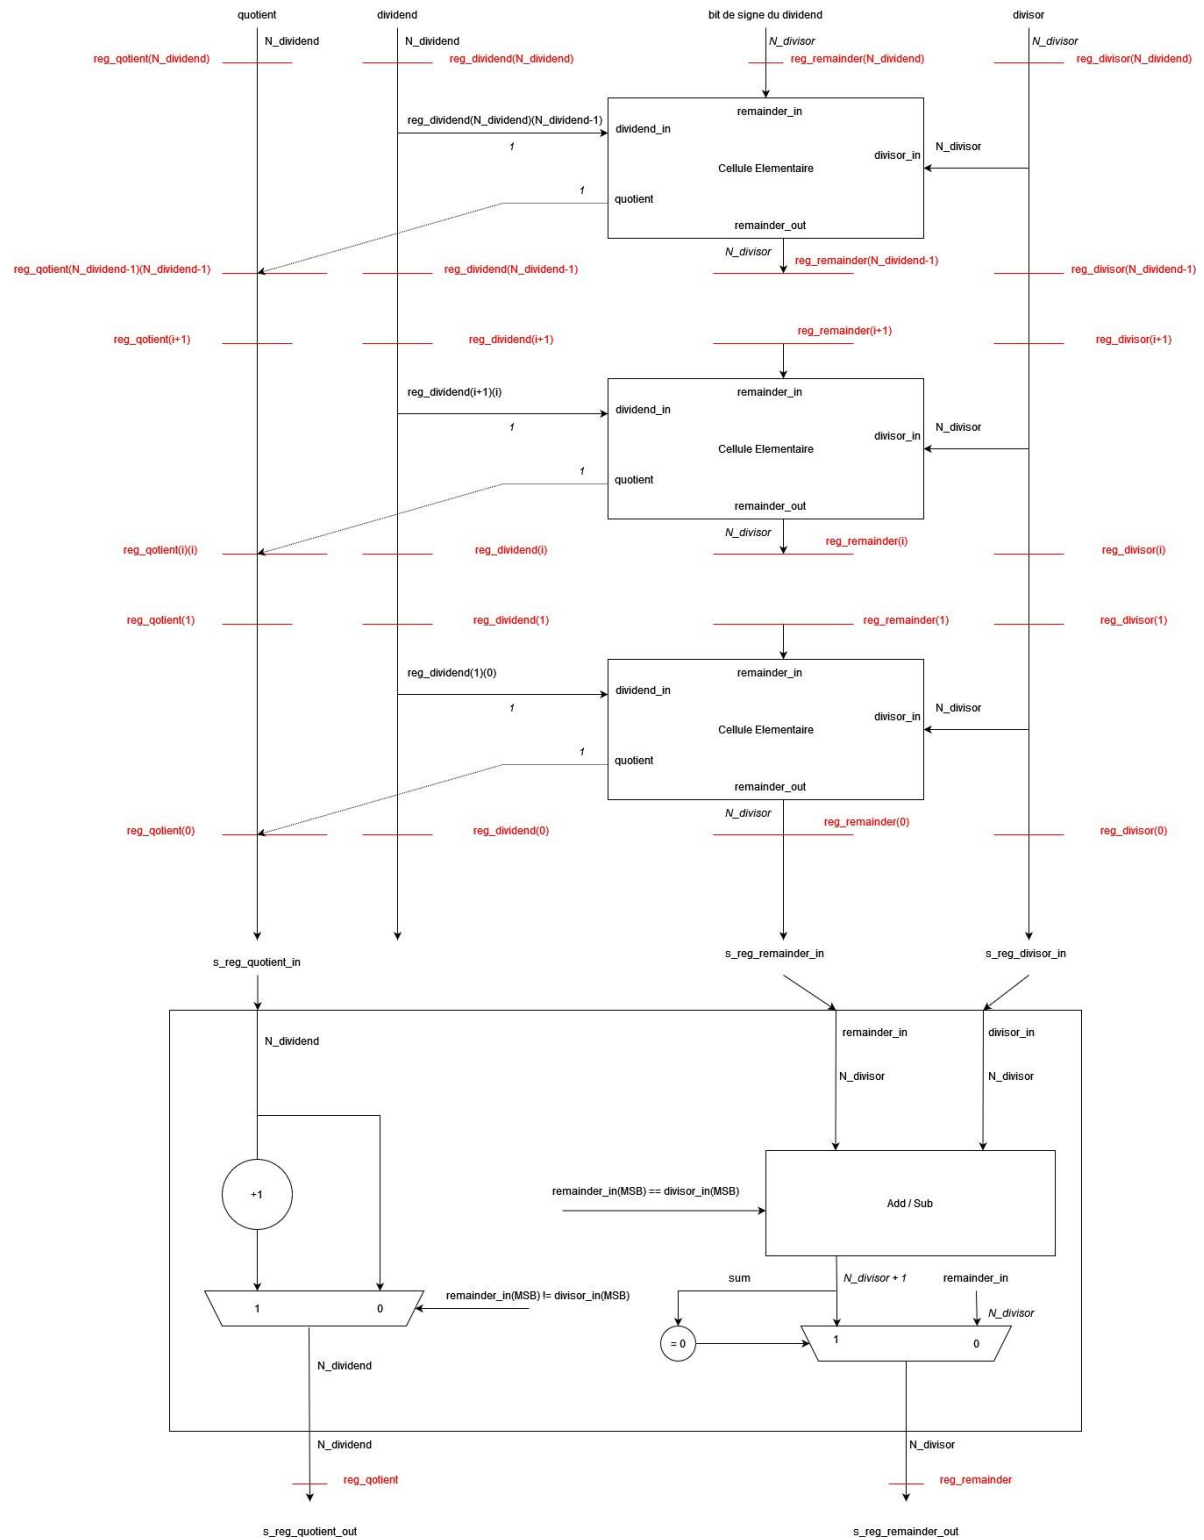 quotient dividend bit de signe du dividend divisor
N_dividend N_dividend N_divisor N_divisor
reg_qotient(N_dividend) reg_dividend(N_dividend) reg_remainder(N_dividend) reg_divisor(N_dividend)
remainder_in
reg_dividend(N_dividend)(N_dividend-1) dividend_in
1 divisor_in N_divisor
Cellule Elementaire
1 quotient
remainder_out
N_divisor
reg_qotient(N_dividend-1)(N_dividend-1) reg_dividend(N_dividend-1) reg_remainder(N_dividend-1) reg_divisor(N_dividend-1)
reg_qotient(i+1) reg_dividend(i+1) reg_remainder(i+1) reg_divisor(i+1)
remainder_in
reg_dividend(i+1)(i) dividend_in
1 divisor_in N_divisor
Cellule Elementaire
1 quotient
remainder_out
N_divisor
reg_qotient(i)(i) reg_dividend(i) reg_remainder(i) reg_divisor(i)
reg_qotient(1) reg_dividend(1) reg_remainder(1) reg_divisor(1)
remainder_in
reg_dividend(1)(0) dividend_in
1 divisor_in N_divisor
Cellule Elementaire
1 quotient
remainder_out
N_divisor
reg_qotient(0) reg_dividend(0) reg_remainder(0) reg_divisor(0)
s_reg_quotient_in s_reg_remainder_in s_reg_divisor_in
N_dividend remainder_in divisor_in
N_divisor N_divisor
+1 remainder_in(MSB) == divisor_in(MSB) Add / Sub
sum N_divisor + 1 remainder_in
1 0 remainder_in(MSB) != divisor_in(MSB) N_divisor
= 0 1 0
N_dividend
N_dividend N_divisor
reg_qotient reg_remainder
s_reg_quotient_out s_reg_remainder_out